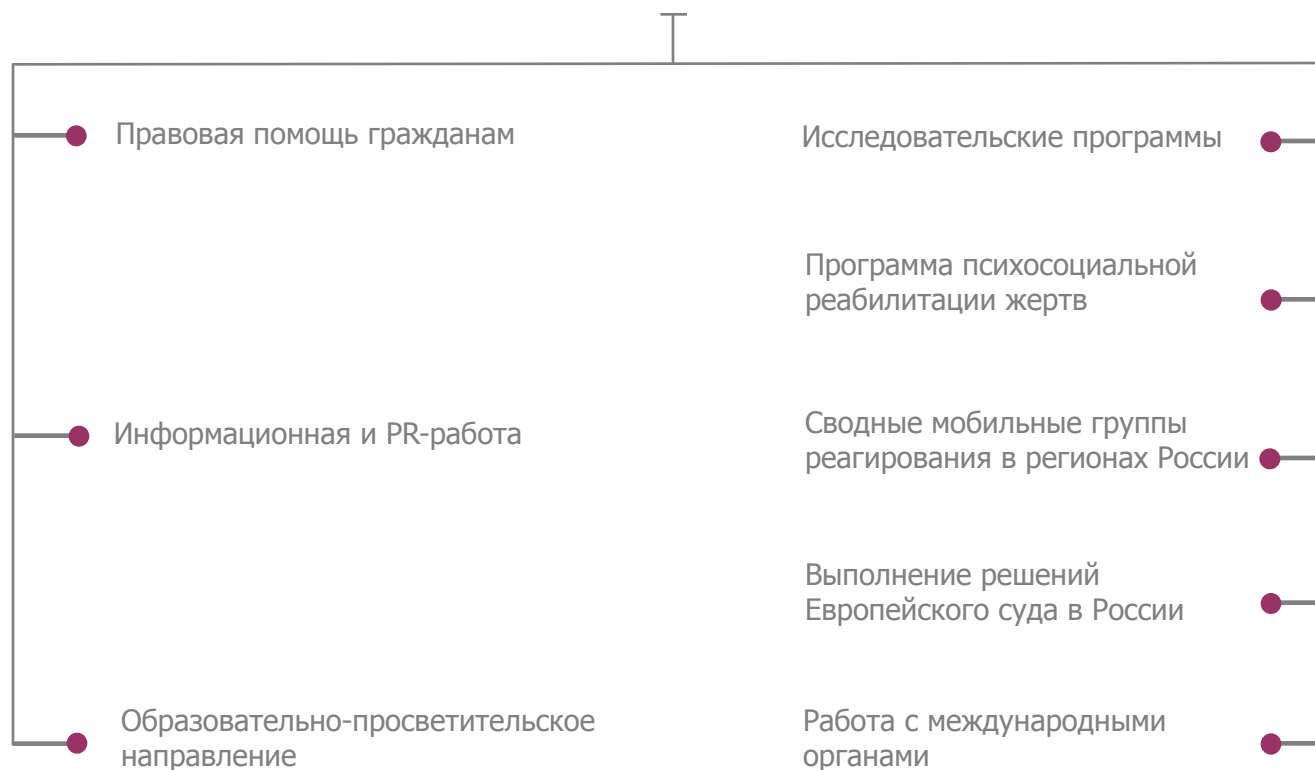 Правовая помощь гражданам
Информационная и PR-работа
Образовательно-просветительское
направление
Исследовательские программы
Программа психосоциальной
реабилитации жертв
Сводные мобильные группы
реагирования в регионах России
Выполнение решений
Европейского суда в России
Работа с международными
органами